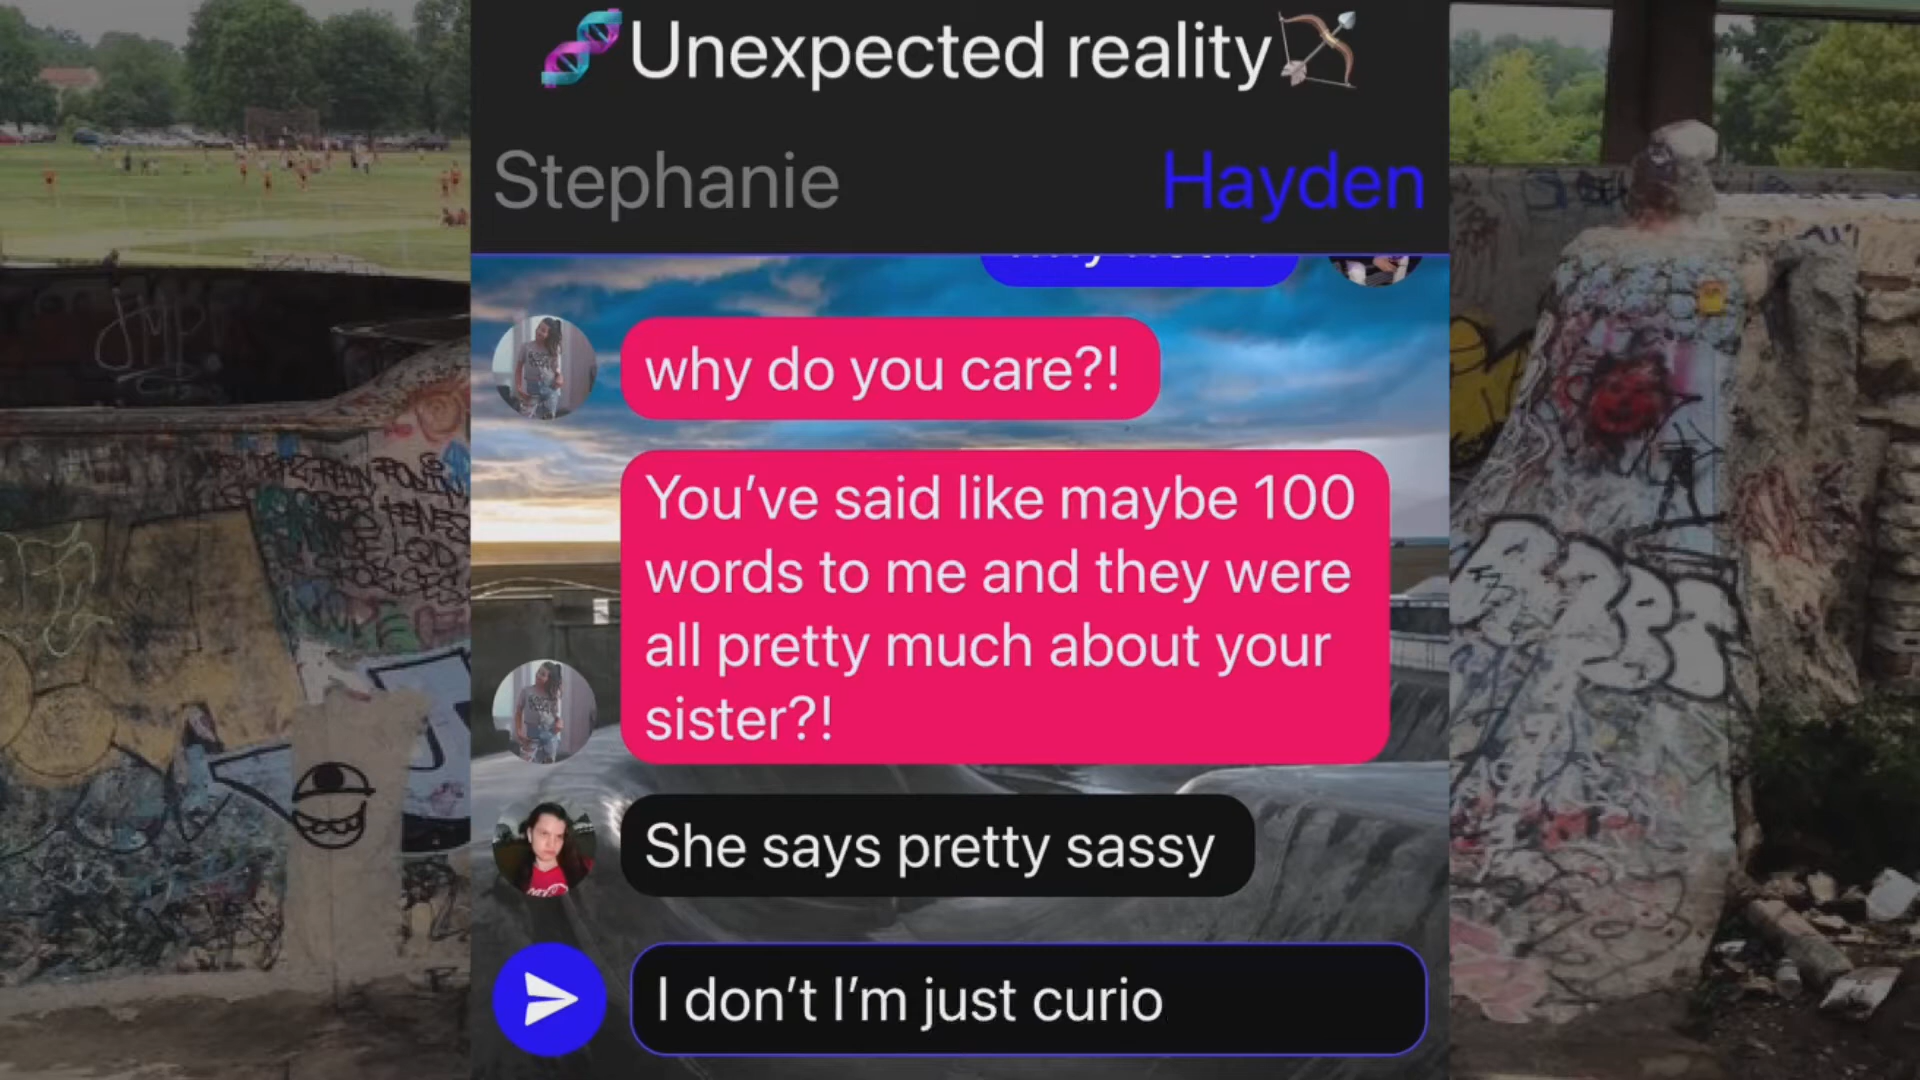 🧬Unexpected reality🏹
Stephanie
Hayden
why do you care?!
You’ve said like maybe 100
words to me and they were
all pretty much about your
sister?!
She says pretty sassy
I don’t I’m just curio